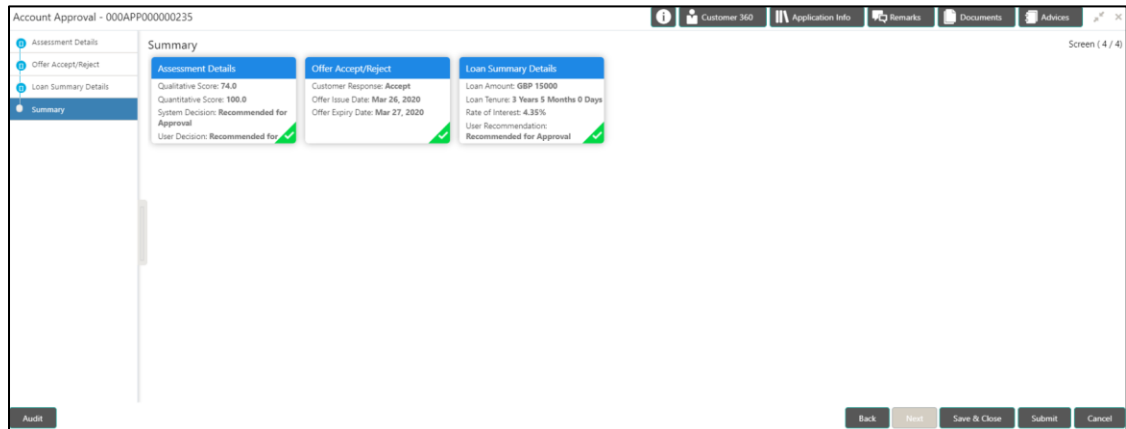 Account Approval - 000APP000000235
Customer 360
Application Info
Remarks
Documents
Advices
Assessment Details
Offer Accept/Reject
Loan Summary Details
Summary
Summary
Screen ( 4 / 4)
Assessment Details
Qualitative Score: 74.0
Quantitative Score: 100.0
System Decision: Recommended for
Approval
User Decision: Recommended for
Offer Accept/Reject
Customer Response: Accept
Offer Issue Date: Mar 26, 2020
Offer Expiry Date: Mar 27, 2020
Loan Summary Details
Loan Amount: GBP 15000
Loan Tenure: 3 Years 5 Months 0 Days
Rate of Interest: 4.35%
User Recommendation:
Recommended for Approval
Audit
Back
Next
Save & Close
Submit
Cancel